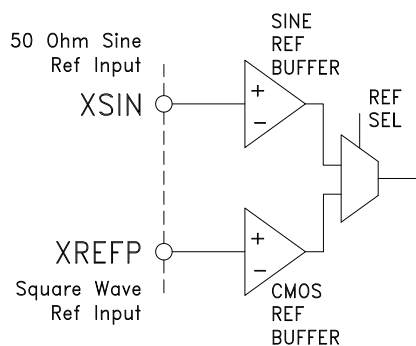 50 Ohm Sine
Ref Input
XSIN
SINE
REF
BUFFER
+
−
REF
SEL
XREFP
Square Wave
Ref Input
+
−
CMOS
REF
BUFFER